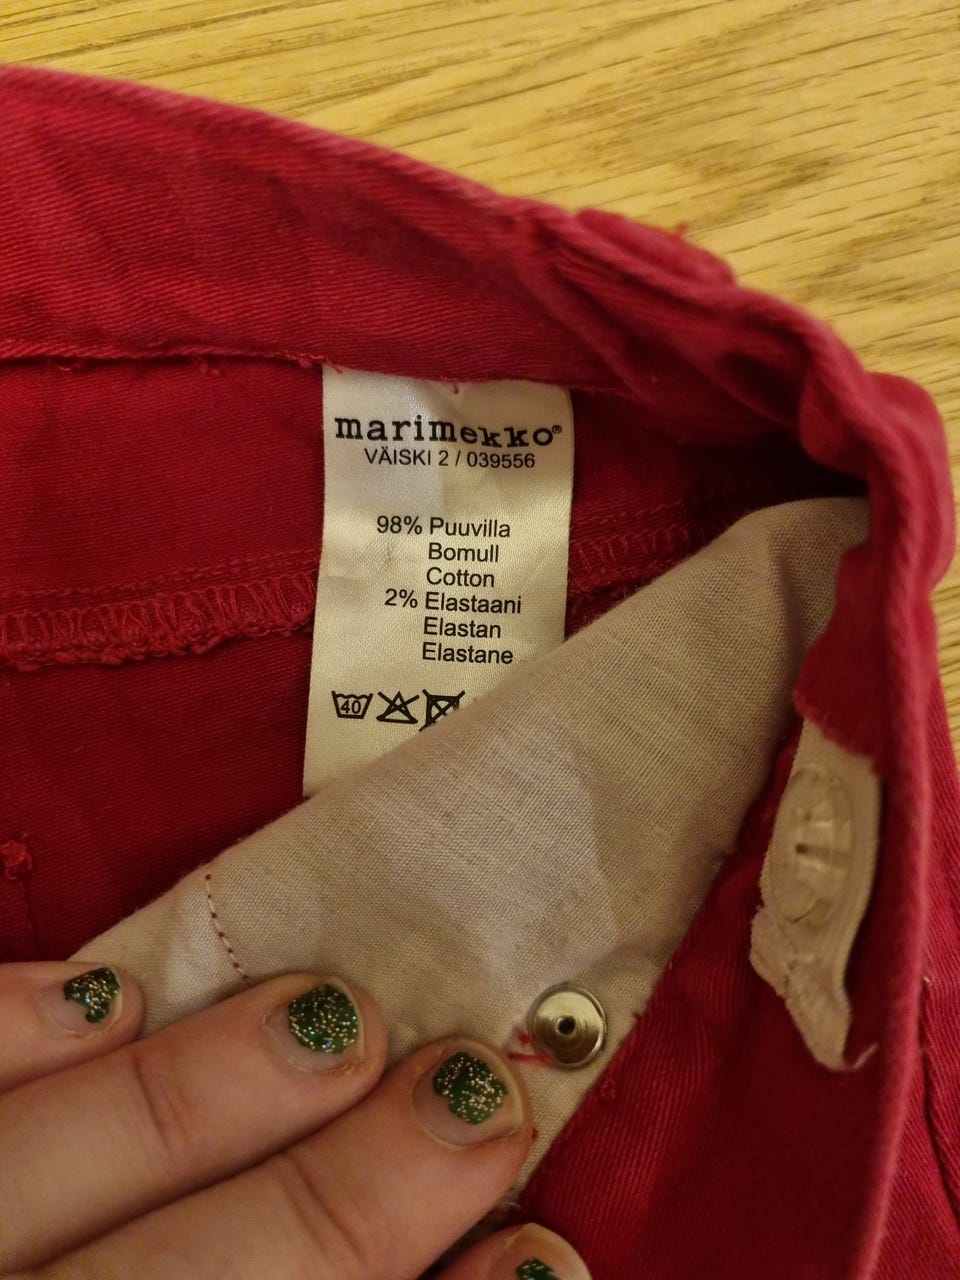 marimekko®
VÄISKI 2 / 039556
98% Puuvilla
Bomull
Cotton
2% Elastaani
Elastan
Elastane
40